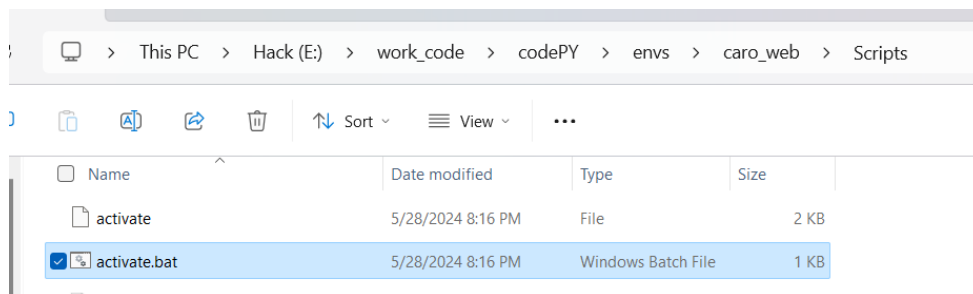 This PC > Hack (E:) > work_code > codePY > envs > caro_web > Scripts
Sort View
Name Date modified Type Size
activate 5/28/2024 8:16 PM File 2 KB
activate.bat 5/28/2024 8:16 PM Windows Batch File 1 KB